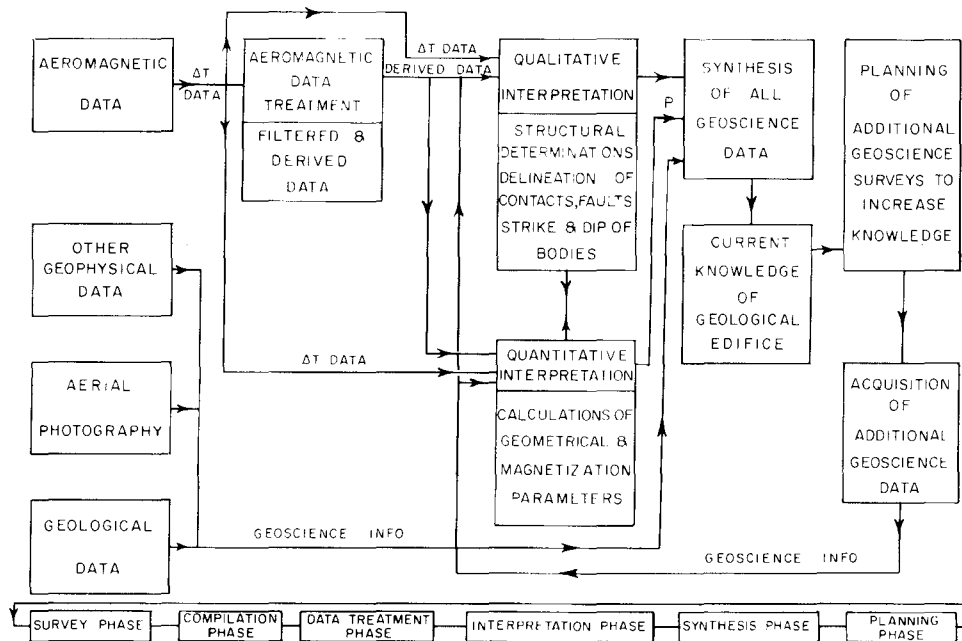 AEROMAGNETIC
DATA
ΔT
DATA
AEROMAGNETIC
DATA
TREATMENT
FILTERED &
DERIVED
DATA
ΔT DATA
DERIVED DATA
QUALITATIVE
INTERPRETATION
STRUCTURAL
DETERMINATIONS
DELINEATION OF
CONTACTS,FAULTS
STRIKE & DIP OF
BODIES
P
SYNTHESIS
OF ALL
GEOSCIENCE
DATA
PLANNING
OF
ADDITIONAL
GEOSCIENCE
SURVEYS TO
INCREASE
KNOWLEDGE
OTHER
GEOPHYSICAL
DATA
CURRENT
KNOWLEDGE
OF
GEOLOGICAL
EDIFICE
ΔT DATA
QUANTITATIVE
INTERPRETATION
CALCULATIONS OF
GEOMETRICAL &
MAGNETIZATION
PARAMETERS
AERIAL
PHOTOGRAPHY
ACQUISITION
OF
ADDITIONAL
GEOSCIENCE
DATA
GEOLOGICAL
DATA
GEOSCIENCE INFO
GEOSCIENCE INFO
SURVEY PHASE
COMPILATION
PHASE
DATA TREATMENT
PHASE
INTERPRETATION PHASE
SYNTHESIS PHASE
PLANNING
PHASE